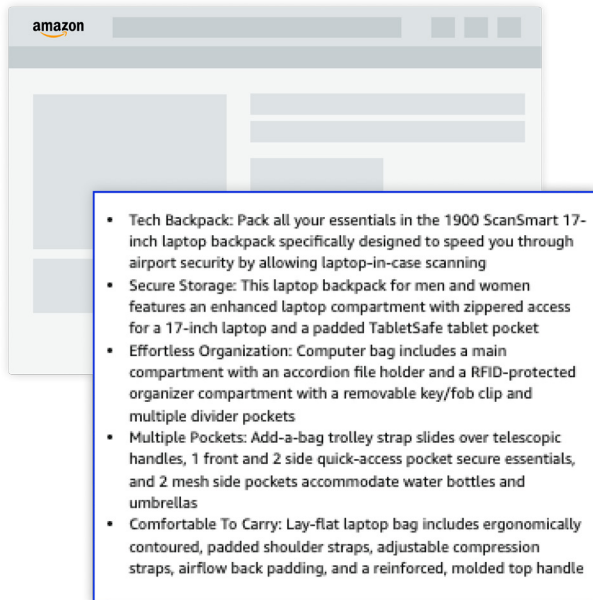 amazon
• Tech Backpack: Pack all your essentials in the 1900 ScanSmart 17-
inch laptop backpack specifically designed to speed you through
airport security by allowing laptop-in-case scanning
• Secure Storage: This laptop backpack for men and women
features an enhanced laptop compartment with zippered access
for a 17-inch laptop and a padded TabletSafe tablet pocket
• Effortless Organization: Computer bag includes a main
compartment with an accordion file holder and a RFID-protected
organizer compartment with a removable key/fob clip and
multiple divider pockets
• Multiple Pockets: Add-a-bag trolley strap slides over telescopic
handles, 1 front and 2 side quick-access pocket secure essentials,
and 2 mesh side pockets accommodate water bottles and
umbrellas
• Comfortable To Carry: Lay-flat laptop bag includes ergonomically
contoured, padded shoulder straps, adjustable compression
straps, airflow back padding, and a reinforced, molded top handle